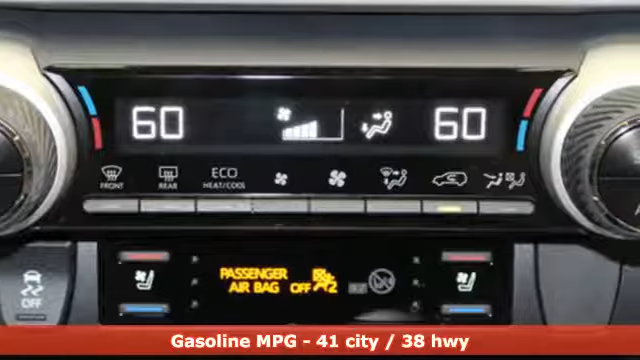 60 60
FRONT REAR ECO HEAT/COOL
PASSENGER
AIR BAG OFF 2
OFF
Gasoline MPG - 41 city / 38 hwy